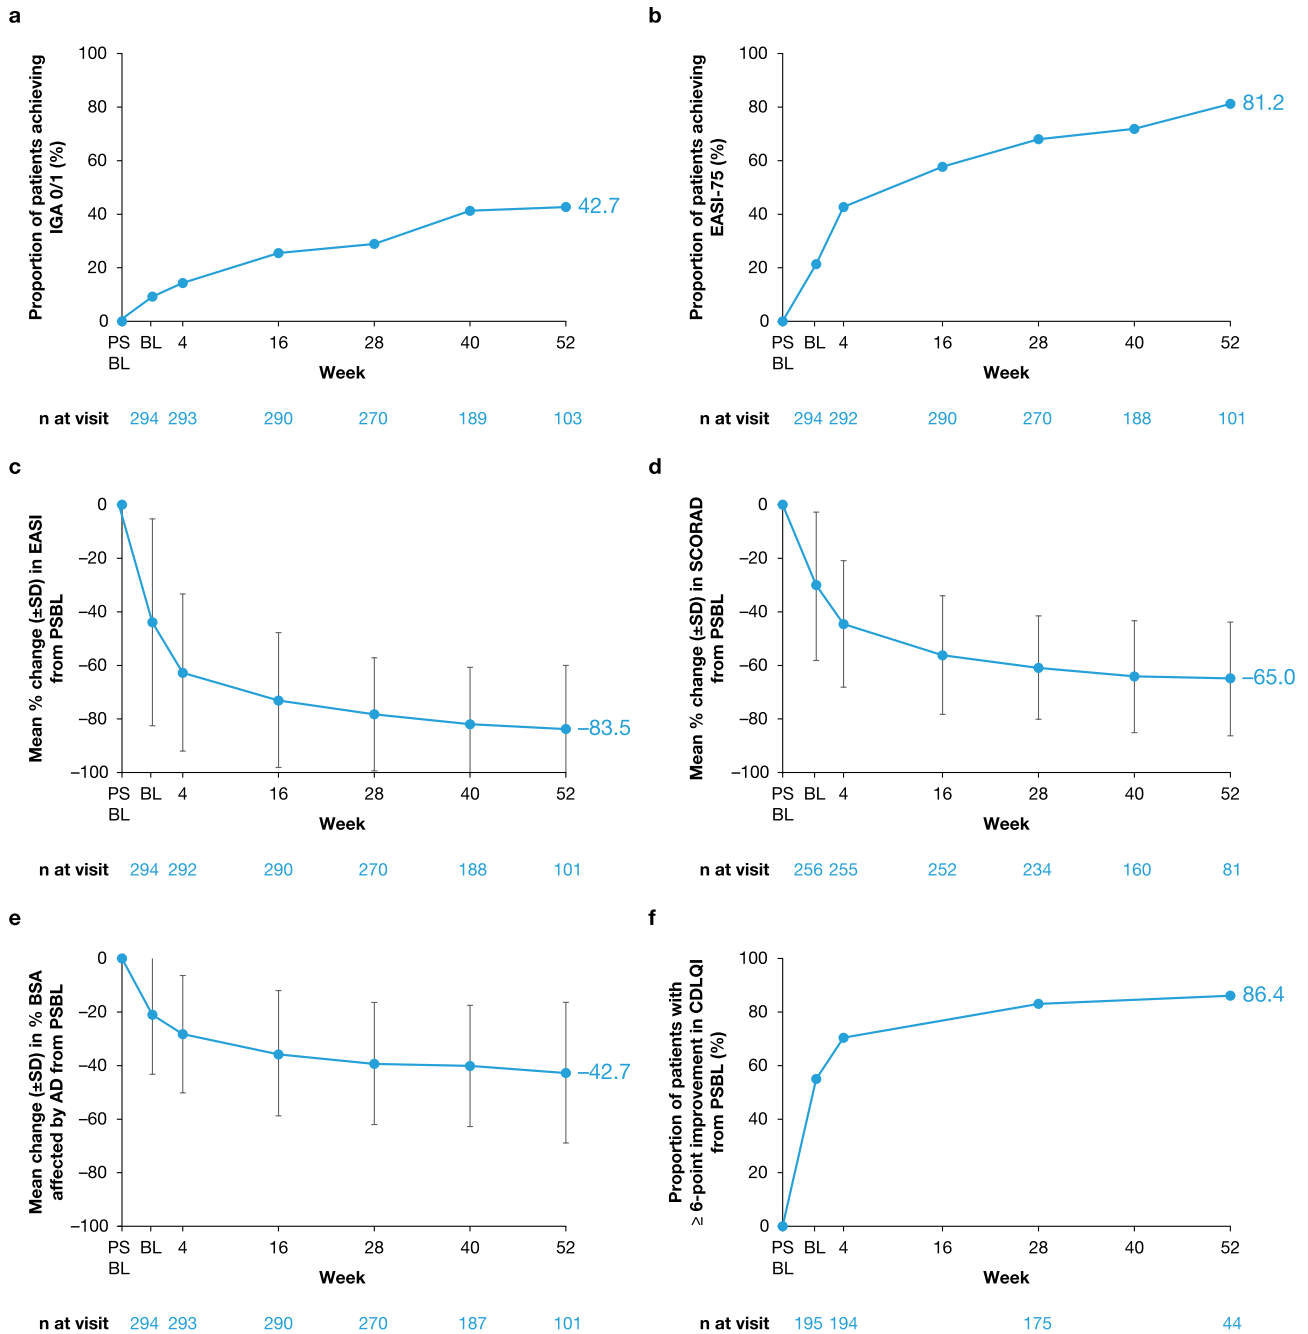 a
Proportion of patients achieving
IGA 0/1 (%)
100
80
60
40
20
0
42.7
PS BL 4 16 28 40 52
BL
Week
n at visit 294 293 290 270 189 103
b
Proportion of patients achieving
EASI-75 (%)
100
80
60
40
20
0
81.2
PS BL 4 16 28 40 52
BL
Week
n at visit 294 292 290 270 188 101
c
Mean % change (±SD) in EASI
from PSBL
0
−20
−40
−60
−80
−100
−83.5
PS BL 4 16 28 40 52
BL
Week
n at visit 294 292 290 270 188 101
d
Mean % change (±SD) in SCORAD
from PSBL
0
−20
−40
−60
−80
−100
−65.0
PS BL 4 16 28 40 52
BL
Week
n at visit 256 255 252 234 160 81
e
Mean change (±SD) in % BSA
affected by AD from PSBL
0
−20
−40
−60
−80
−100
−42.7
PS BL 4 16 28 40 52
BL
Week
n at visit 294 293 290 270 187 101
f
Proportion of patients with
≥ 6-point improvement in CDLQI
from PSBL (%)
100
80
60
40
20
0
86.4
PS BL 4 16 28 40 52
BL
Week
n at visit 195 194 175 44